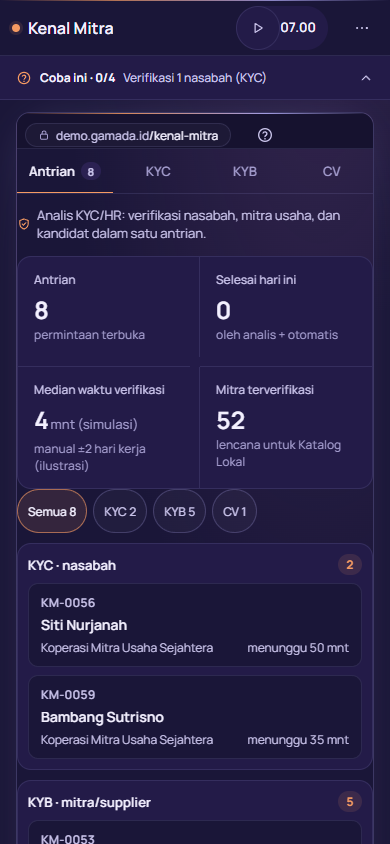 Kenal Mitra
07.00
Coba ini · 0/4 Verifikasi 1 nasabah (KYC)
demo.gamada.id/kenal-mitra
Antrian 8 KYC KYB CV
Analis KYC/HR: verifikasi nasabah, mitra usaha, dan
kandidat dalam satu antrian.
Antrian
8
permintaan terbuka
Selesai hari ini
0
oleh analis + otomatis
Median waktu verifikasi
4 mnt (simulasi)
manual ±2 hari kerja
(ilustrasi)
Mitra terverifikasi
52
lencana untuk Katalog
Lokal
Semua 8 KYC 2 KYB 5 CV 1
KYC · nasabah 2
KM-0056
Siti Nurjanah
Koperasi Mitra Usaha Sejahtera menunggu 50 mnt
KM-0059
Bambang Sutrisno
Koperasi Mitra Usaha Sejahtera menunggu 35 mnt
KYB · mitra/supplier 5
KM-0053